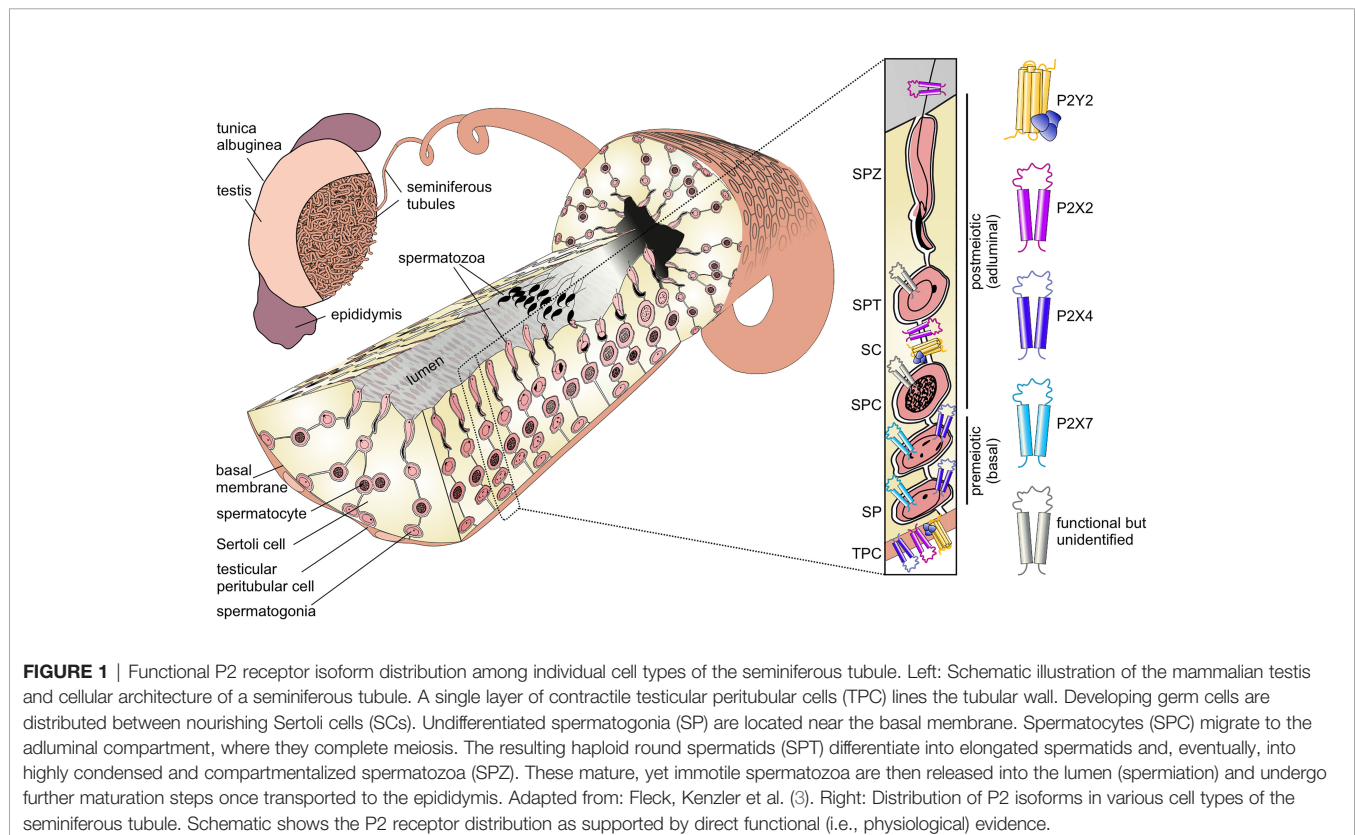 tunica
albuginea
testis
seminiferous
tubules
epididymis
spermatozoa
lumen
basal
membrane
spermatocyte
Sertoli cell
testicular
peritubular cell
spermatogonia
SPZ
SPT
SC
SPC
SP
TPC
postmeiotic
(adluminal)
premeiotic
(basal)
P2Y2
P2X2
P2X4
P2X7
functional but
unidentified
FIGURE 1 | Functional P2 receptor isoform distribution among individual cell types of the seminiferous tubule. Left: Schematic illustration of the mammalian testis
and cellular architecture of a seminiferous tubule. A single layer of contractile testicular peritubular cells (TPC) lines the tubular wall. Developing germ cells are
distributed between nourishing Sertoli cells (SCs). Undifferentiated spermatogonia (SP) are located near the basal membrane. Spermatocytes (SPC) migrate to the
adluminal compartment, where they complete meiosis. The resulting haploid round spermatids (SPT) differentiate into elongated spermatids and, eventually, into
highly condensed and compartmentalized spermatozoa (SPZ). These mature, yet immotile spermatozoa are then released into the lumen (spermiation) and undergo
further maturation steps once transported to the epididymis. Adapted from: Fleck, Kenzler et al. (3). Right: Distribution of P2 isoforms in various cell types of the
seminiferous tubule. Schematic shows the P2 receptor distribution as supported by direct functional (i.e., physiological) evidence.